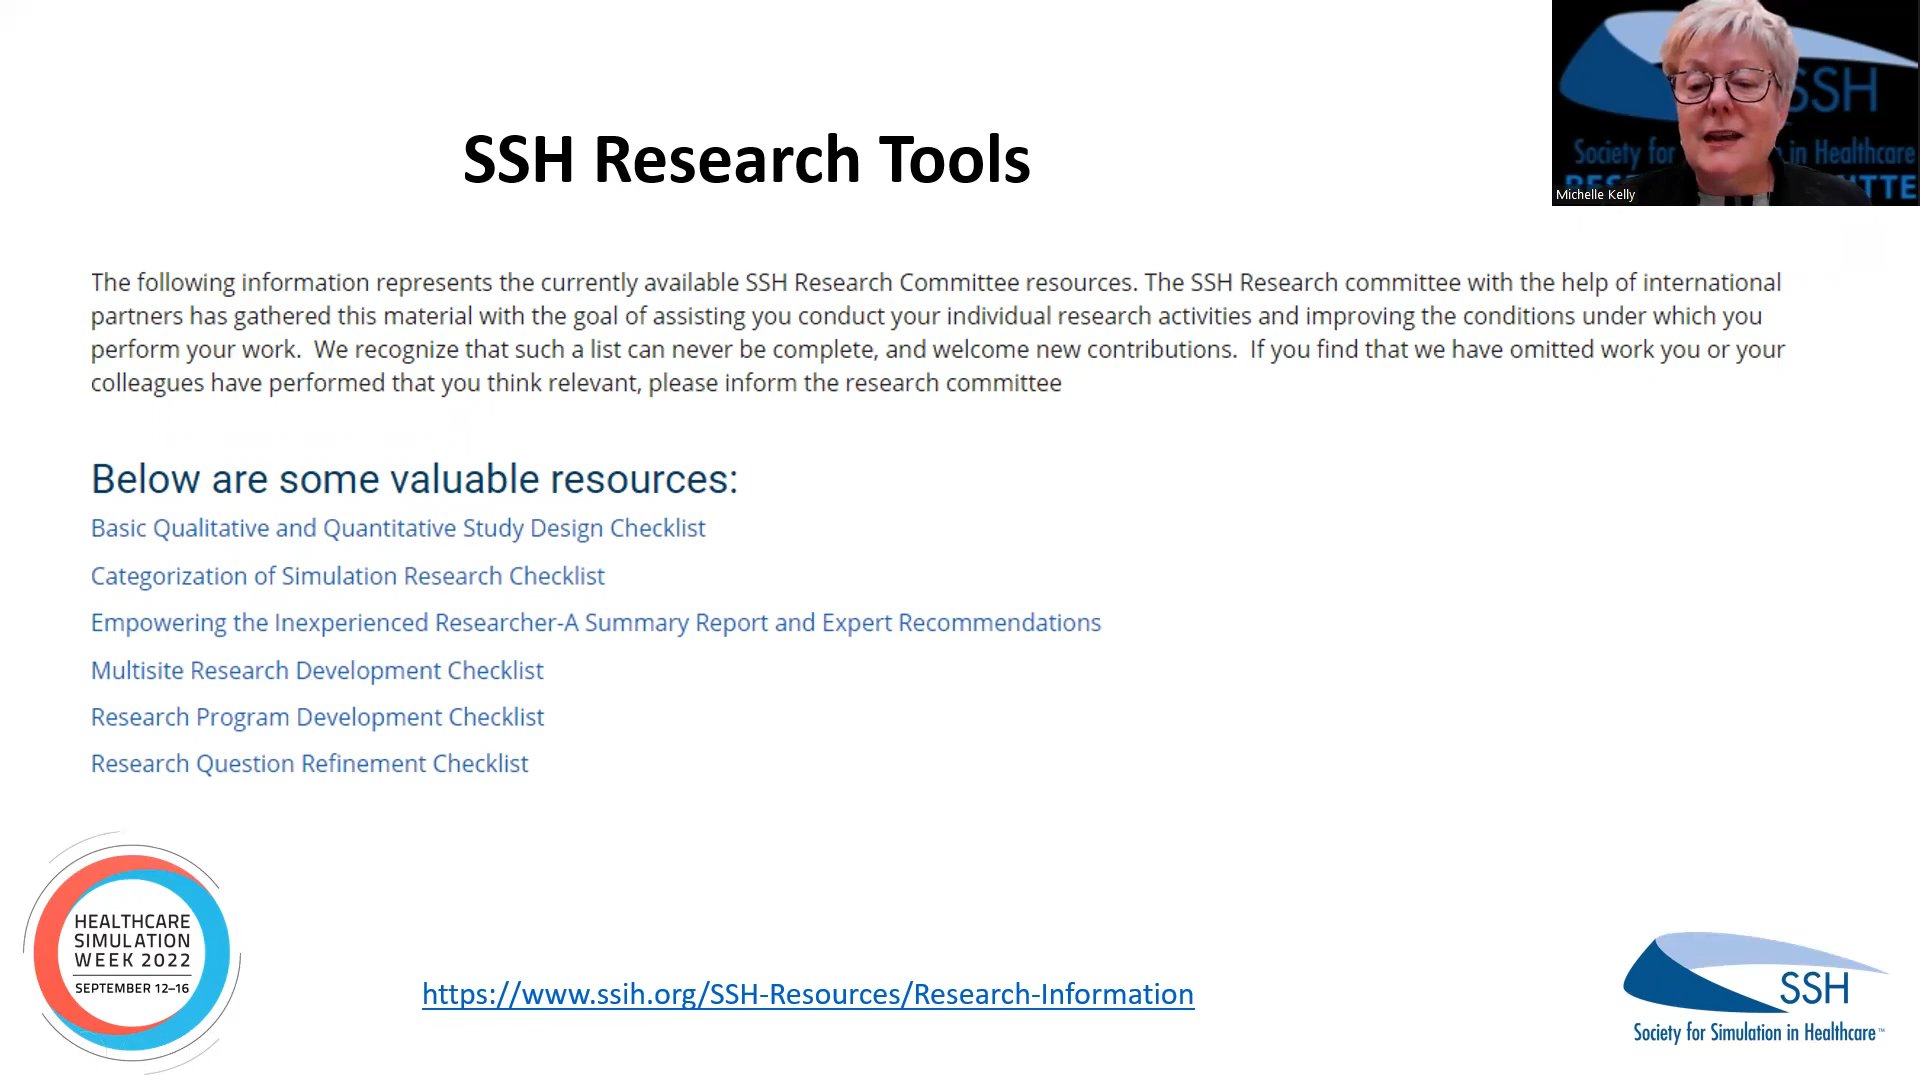 SSH Research Tools
SSH
Society for in Healthcare
Michelle Kelly
The following information represents the currently available SSH Research Committee resources. The SSH Research committee with the help of international
partners has gathered this material with the goal of assisting you conduct your individual research activities and improving the conditions under which you
perform your work.  We recognize that such a list can never be complete, and welcome new contributions.  If you find that we have omitted work you or your
colleagues have performed that you think relevant, please inform the research committee
Below are some valuable resources:
Basic Qualitative and Quantitative Study Design Checklist
Categorization of Simulation Research Checklist
Empowering the Inexperienced Researcher-A Summary Report and Expert Recommendations
Multisite Research Development Checklist
Research Program Development Checklist
Research Question Refinement Checklist
HEALTHCARE
SIMULATION
WEEK 2022
SEPTEMBER 12–16
https://www.ssih.org/SSH-Resources/Research-Information
SSH
Society for Simulation in Healthcare™